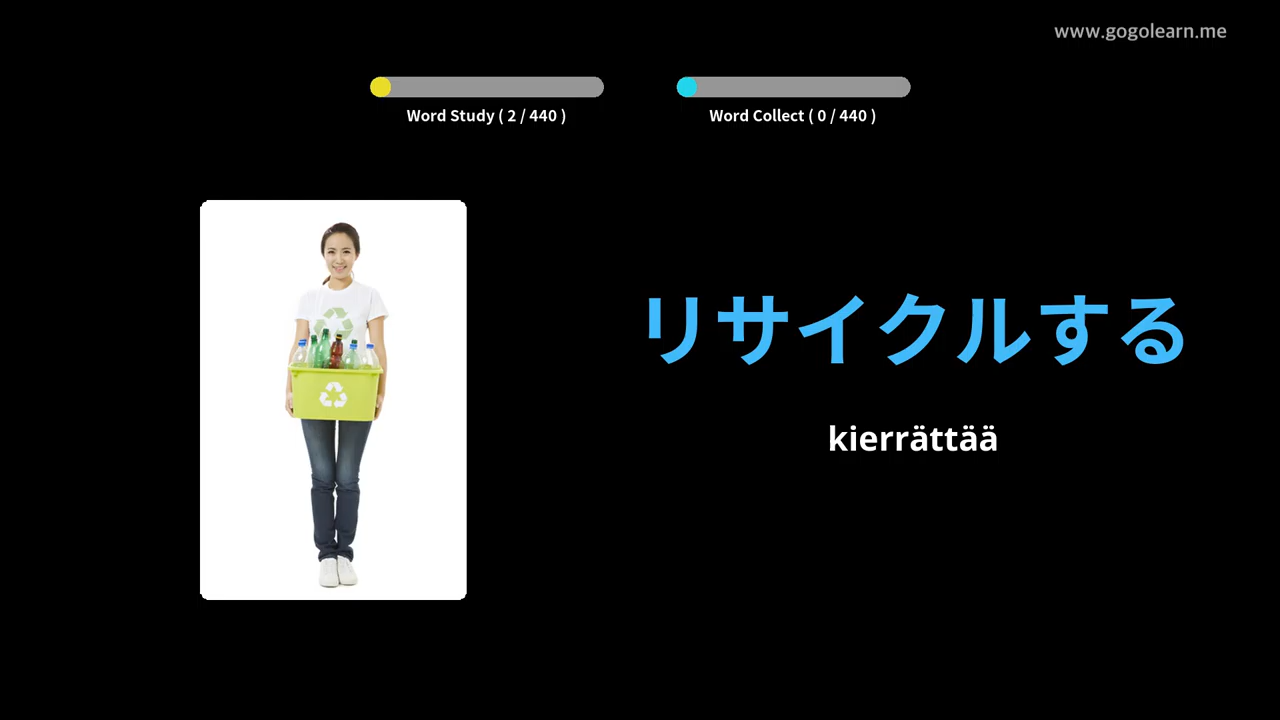 www.gogolearn.me
Word Study ( 2 / 440 )
Word Collect ( 0 / 440 )
リサイクルする
kierrättää